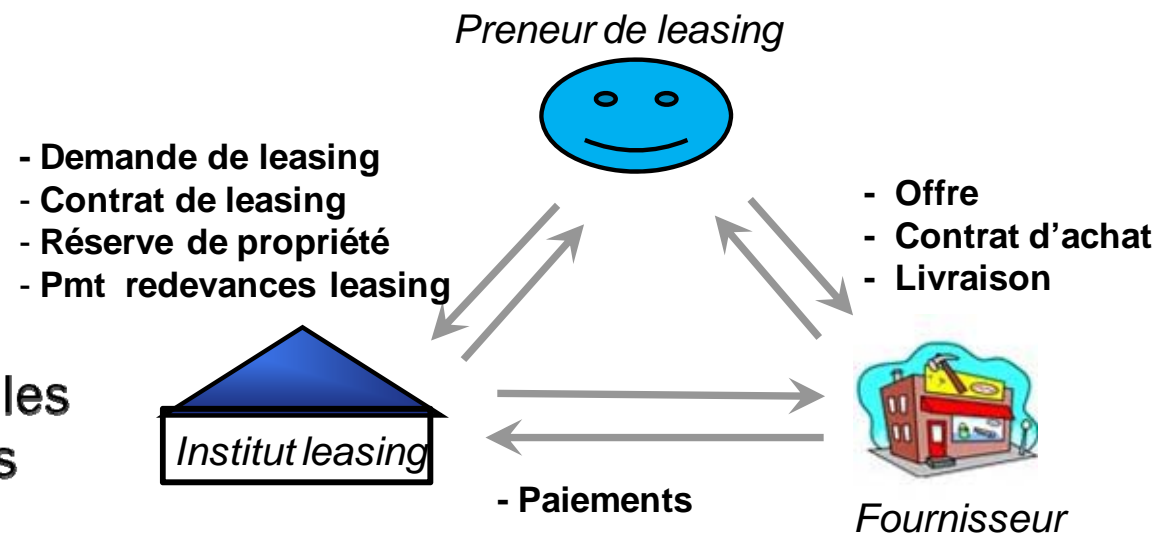 Preneur de leasing
- Demande de leasing
- Contrat de leasing
- Réserve de propriété
- Pmt redevances leasing
- Offre
- Contrat d’achat
- Livraison
les
s
Institut leasing
- Paiements
Fournisseur